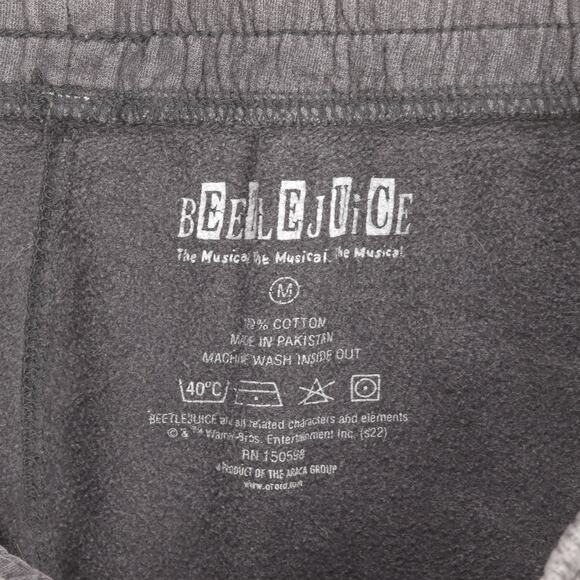 BEETLEJUICE
The Musical. The Musical. The Musical.
M
COTTON
MADE IN PAKISTAN
MACHINE WASH INSIDE OUT
40°C
BEETLEJUICE and all related characters and elements
© & ™ Warner Bros. Entertainment Inc. (s22)
RN 150598
A PRODUCT OF THE ARACA GROUP